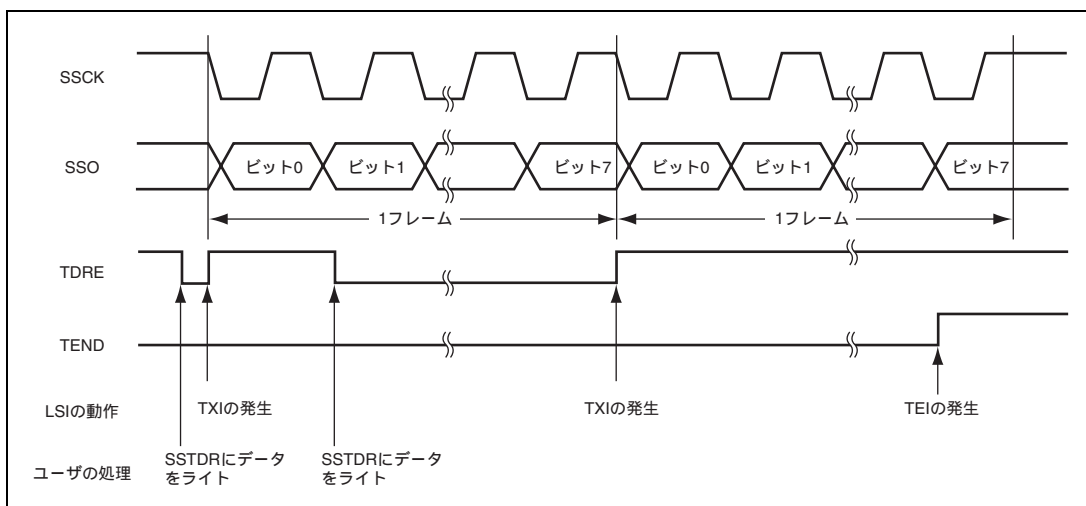 SSCK
SSO
ビット0
ビット1
ビット7
ビット0
ビット1
ビット7
1フレーム
1フレーム
TDRE
TEND
LSIの動作
TXIの発生
TXIの発生
TEIの発生
ユーザの処理
SSTDRにデータ
をライト
SSTDRにデータ
をライト